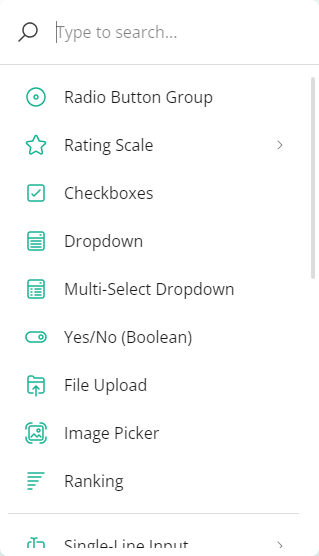 Type to search...
Radio Button Group
Rating Scale
Checkboxes
Dropdown
Multi-Select Dropdown
Yes/No (Boolean)
File Upload
Image Picker
Ranking
Single-Line Input